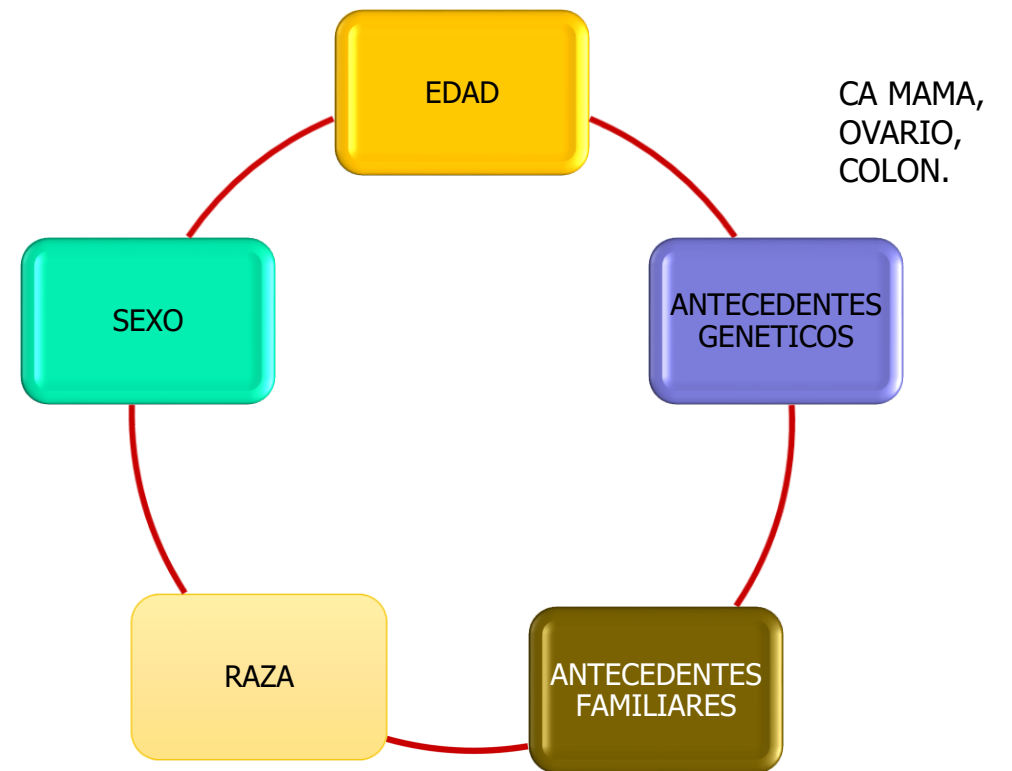 EDAD
CA MAMA,
OVARIO,
COLON.
SEXO
ANTECEDENTES
GENETICOS
RAZA
ANTECEDENTES
FAMILIARES